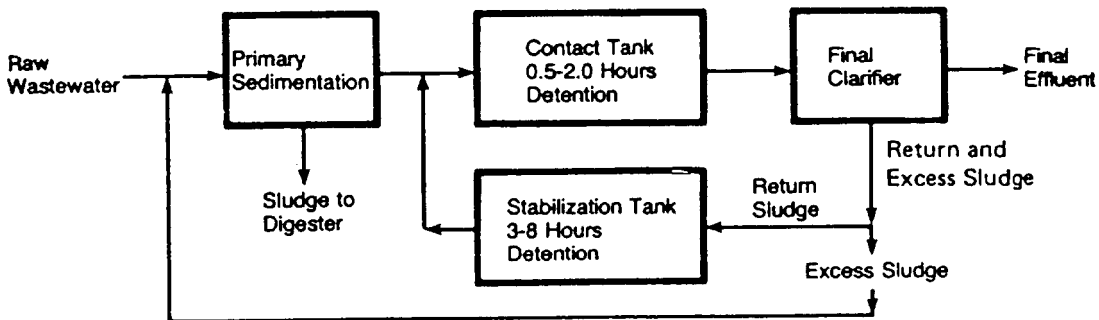 Raw
Wastewater
Primary
Sedimentation
Contact Tank
0.5-2.0 Hours
Detention
Final
Clarifier
Final
Effluent
Sludge to
Digester
Stabilization Tank
3-8 Hours
Detention
Return
Sludge
Return and
Excess Sludge
Excess Sludge